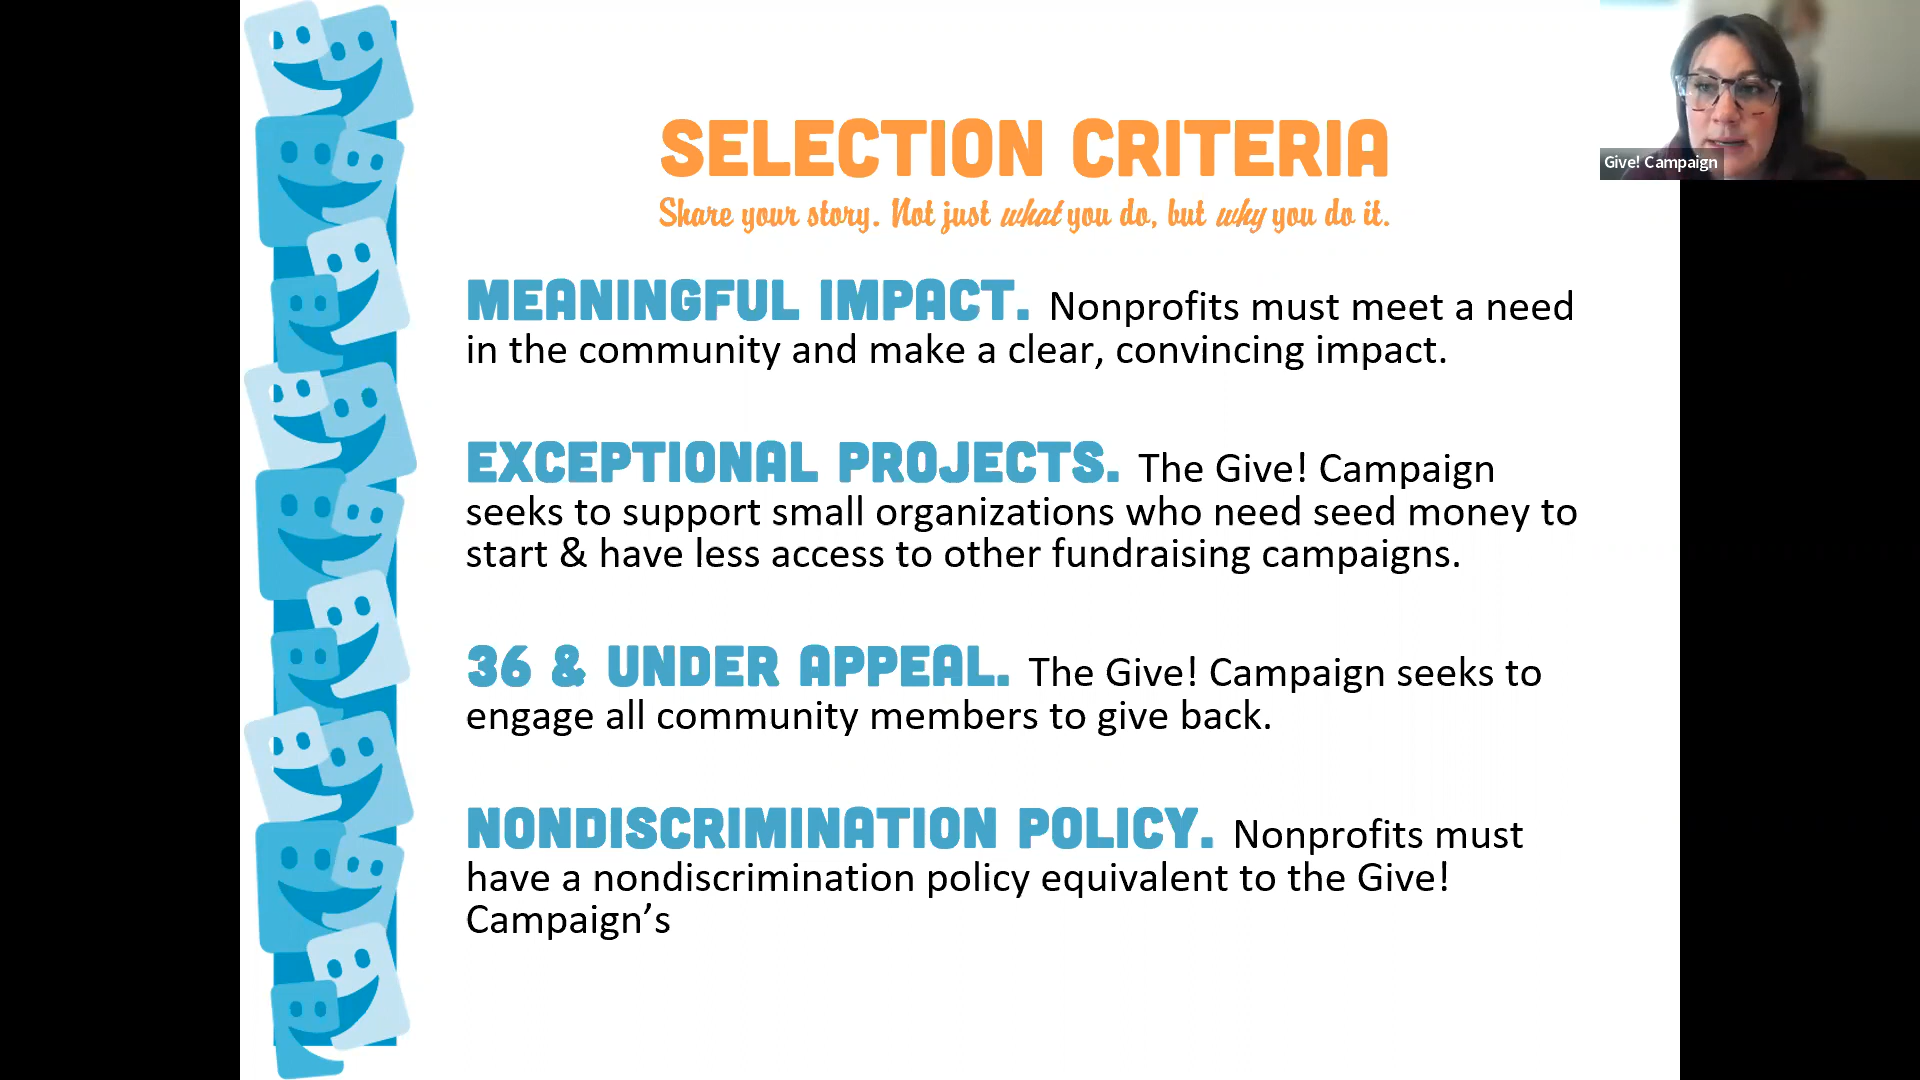 SELECTION CRITERIA
Share your story. Not just what you do, but why you do it.
MEANINGFUL IMPACT. Nonprofits must meet a need
in the community and make a clear, convincing impact.
EXCEPTIONAL PROJECTS. The Give! Campaign
seeks to support small organizations who need seed money to
start & have less access to other fundraising campaigns.
36 & UNDER APPEAL. The Give! Campaign seeks to
engage all community members to give back.
NONDISCRIMINATION POLICY. Nonprofits must
have a nondiscrimination policy equivalent to the Give!
Campaign’s
Give! Campaign